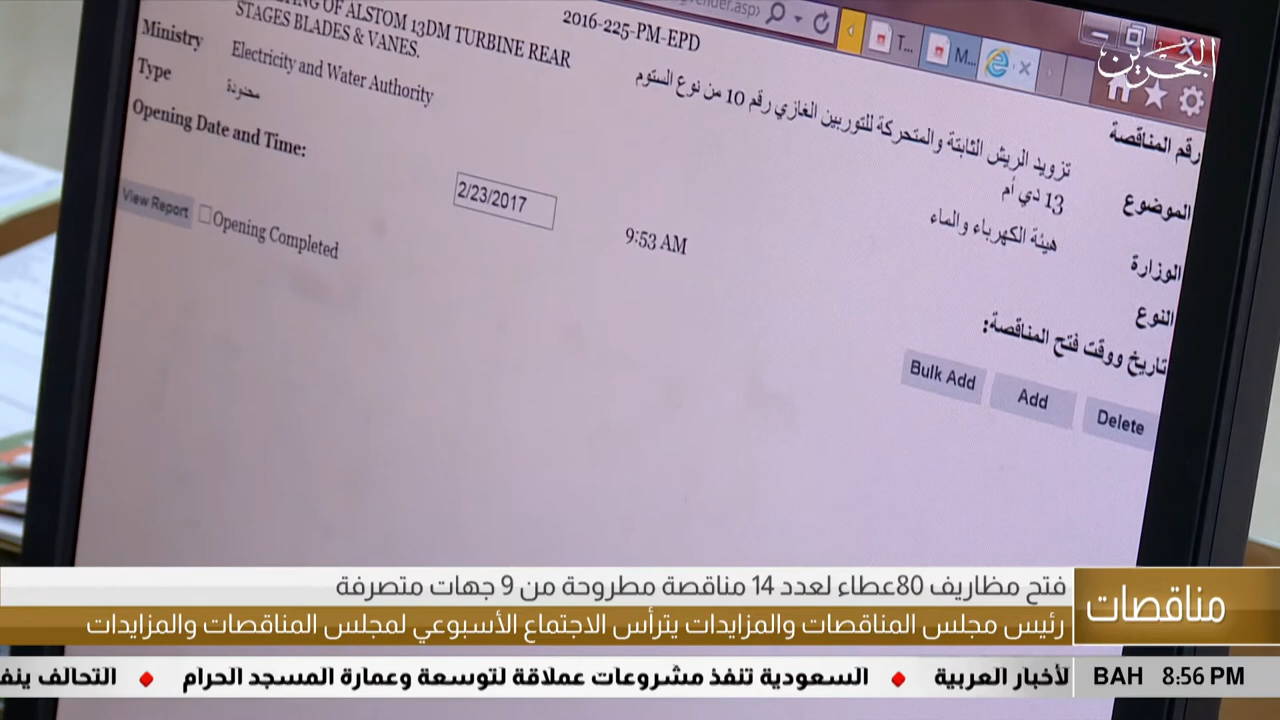 البحرين
gvender.asp
T...
M...
2016-225-PM-EPD
رقم المناقصة
OF ALSTOM 13DM TURBINE REAR
STAGES BLADES & VANES.
تزويد الريش الثابتة والمتحركة للتوربين الغازي رقم 10 من نوع الستوم
13 دي أم
الموضوع
Ministry
Electricity and Water Authority
هيئة الكهرباء والماء
الوزارة
Type
محدودة
النوع
Opening Date and Time:
2/23/2017
9:53 AM
تاريخ ووقت فتح المناقصة:
View Report
Opening Completed
Bulk Add
Add
Delete
مناقصات
فتح مظاريف 80عطاء لعدد 14 مناقصة مطروحة من 9 جهات متصرفة
رئيس مجلس المناقصات والمزايدات يترأس الاجتماع الأسبوعي لمجلس المناقصات والمزايدات
BAH 8:56 PM
لأخبار العربية ♦ السعودية تنفذ مشروعات عملاقة لتوسعة وعمارة المسجد الحرام ♦ التحالف ينف